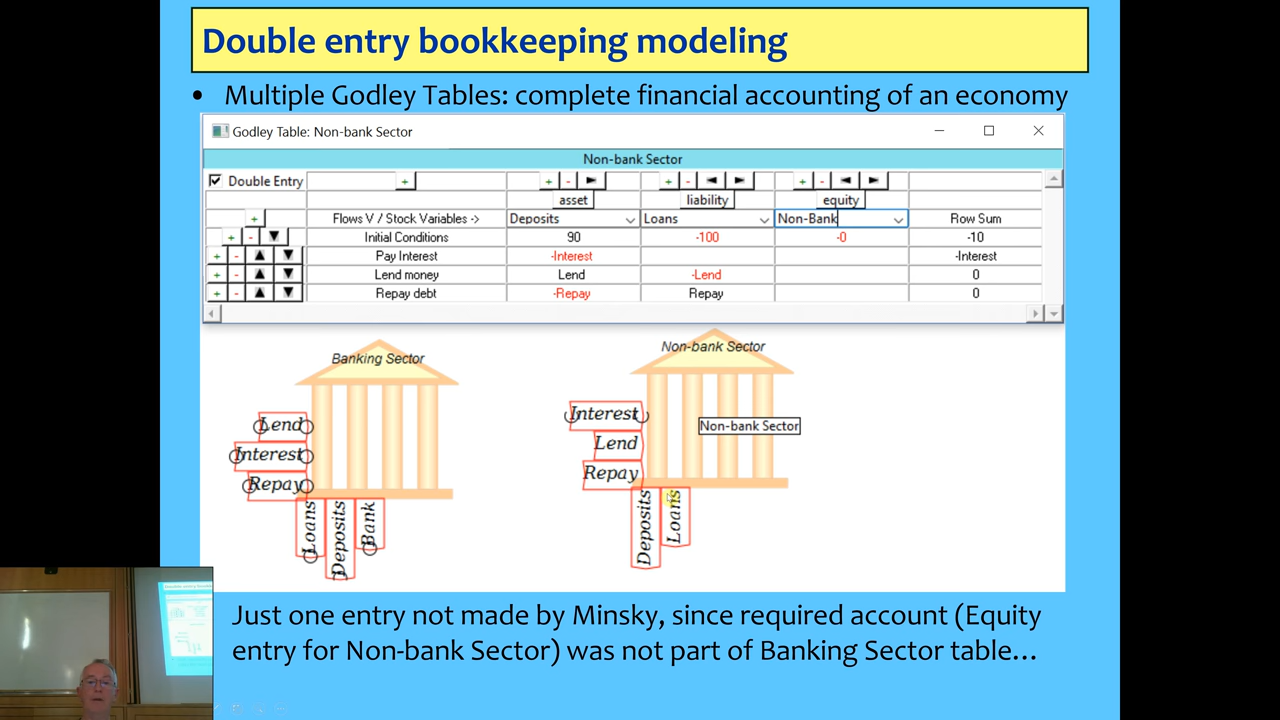 Double entry bookkeeping modeling
• Multiple Godley Tables: complete financial accounting of an economy
Godley Table: Non-bank Sector
Non-bank Sector
Double Entry + + - ► + - ◄ ► + - ◄ ►
asset liability equity
+ Flows V / Stock Variables -> Deposits Loans Non-Bank Row Sum
+ - ▼ Initial Conditions 90 -100 -0 -10
+ - ▲ ▼ Pay Interest -Interest -Interest
+ - ▲ ▼ Lend money Lend -Lend 0
+ - ▲ ▼ Repay debt -Repay Repay 0
Banking Sector
Lend
Interest
Repay
Loans
Deposits
Bank
Non-bank Sector
Interest
Lend
Repay
Non-bank Sector
Deposits
Loans
Just one entry not made by Minsky, since required account (Equity
entry for Non-bank Sector) was not part of Banking Sector table…